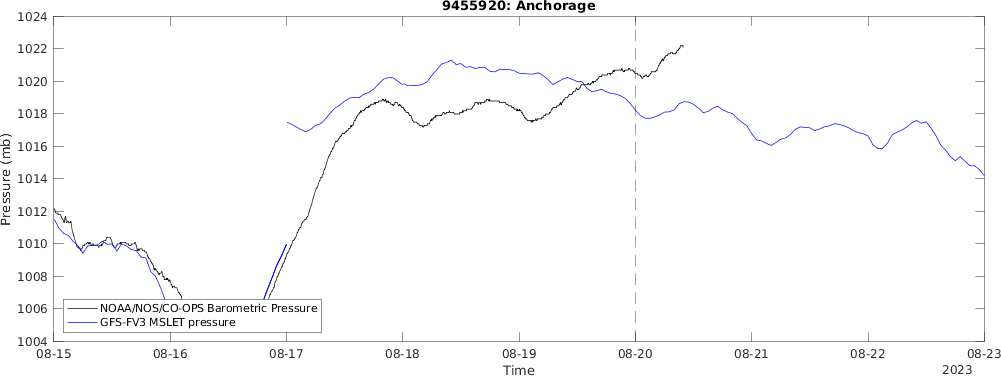 9455920: Anchorage
1024
1022
1020
1018
1016
1014
1012
1010
1008
1006
1004
Pressure (mb)
NOAA/NOS/CO-OPS Barometric Pressure
GFS-FV3 MSLET pressure
08-15 08-16 08-17 08-18 08-19 08-20 08-21 08-22 08-23
Time
2023